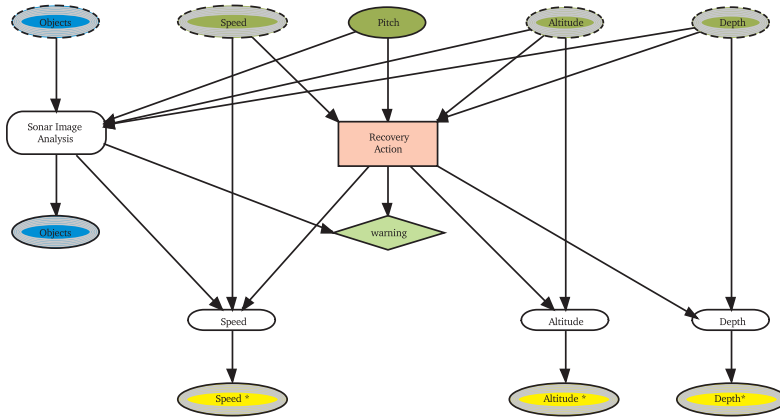 Objects
Speed
Pitch
Altitude
Depth
Sonar Image
Analysis
Recovery
Action
Objects
warning
Speed
Altitude
Depth
Speed *
Altitude *
Depth*